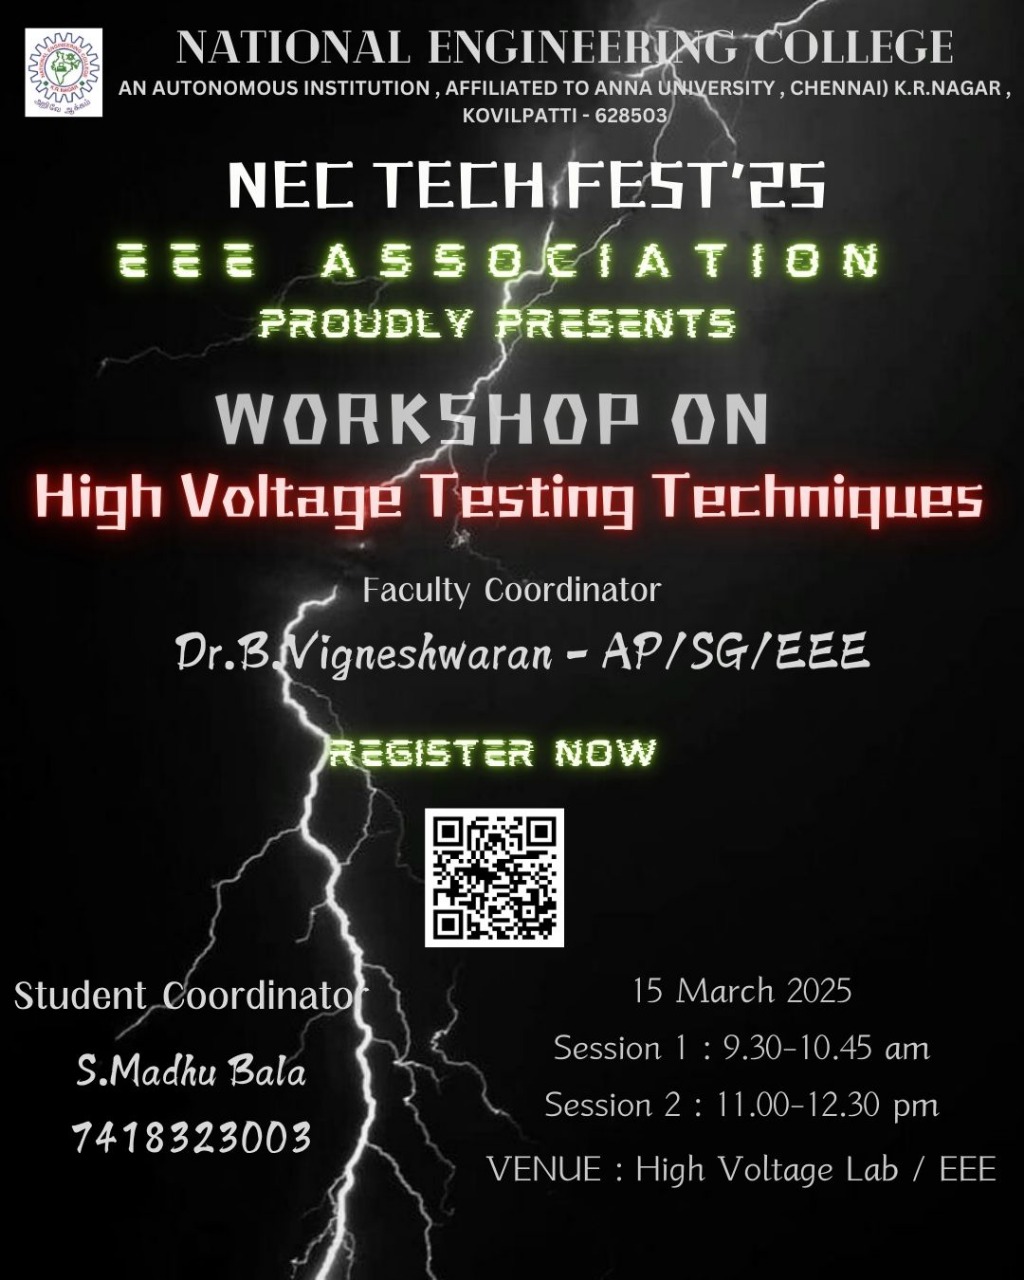 NATIONAL ENGINEERING COLLEGE
AN AUTONOMOUS INSTITUTION , AFFILIATED TO ANNA UNIVERSITY , CHENNAI) K.R.NAGAR ,
KOVILPATTI - 628503
NEC TECH FEST'25
EEE ASSOCIATION
PROUDLY PRESENTS
WORKSHOP ON
High Voltage Testing Techniques
Faculty Coordinator
Dr.B.Vigneshwaran - AP/SG/EEE
REGISTER NOW
Student Coordinator
S.Madhu Bala
7418323003
15 March 2025
Session 1 : 9.30-10.45 am
Session 2 : 11.00-12.30 pm
VENUE : High Voltage Lab / EEE